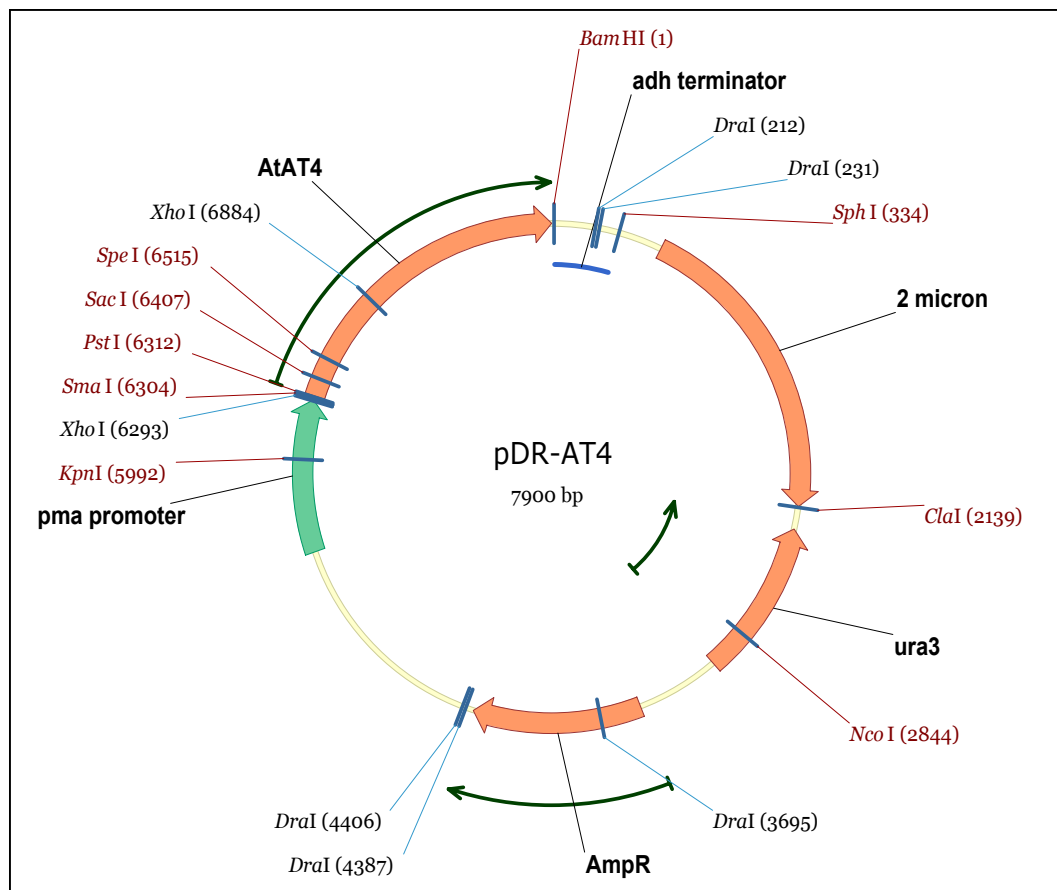 BamHI (1)
adh terminator
DraI (212)
AtAT4
DraI (231)
XhoI (6884)
SphI (334)
SpeI (6515)
SacI (6407)
2 micron
PstI (6312)
SmaI (6304)
XhoI (6293)
pDR-AT4
KpnI (5992)
7900 bp
pma promoter
ClaI (2139)
ura3
NcoI (2844)
DraI (4406)
DraI (3695)
DraI (4387)
AmpR